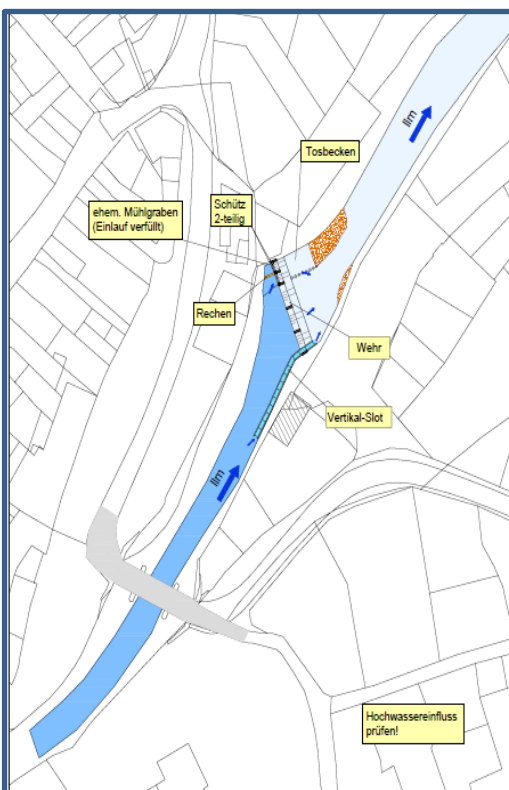 Ilm
Tosbecken
Schütz
2-teilig
ehem. Mühlgraben
(Einlauf verfüllt)
Rechen
Wehr
Vertikal-Slot
Ilm
Hochwassereinfluss
prüfen!